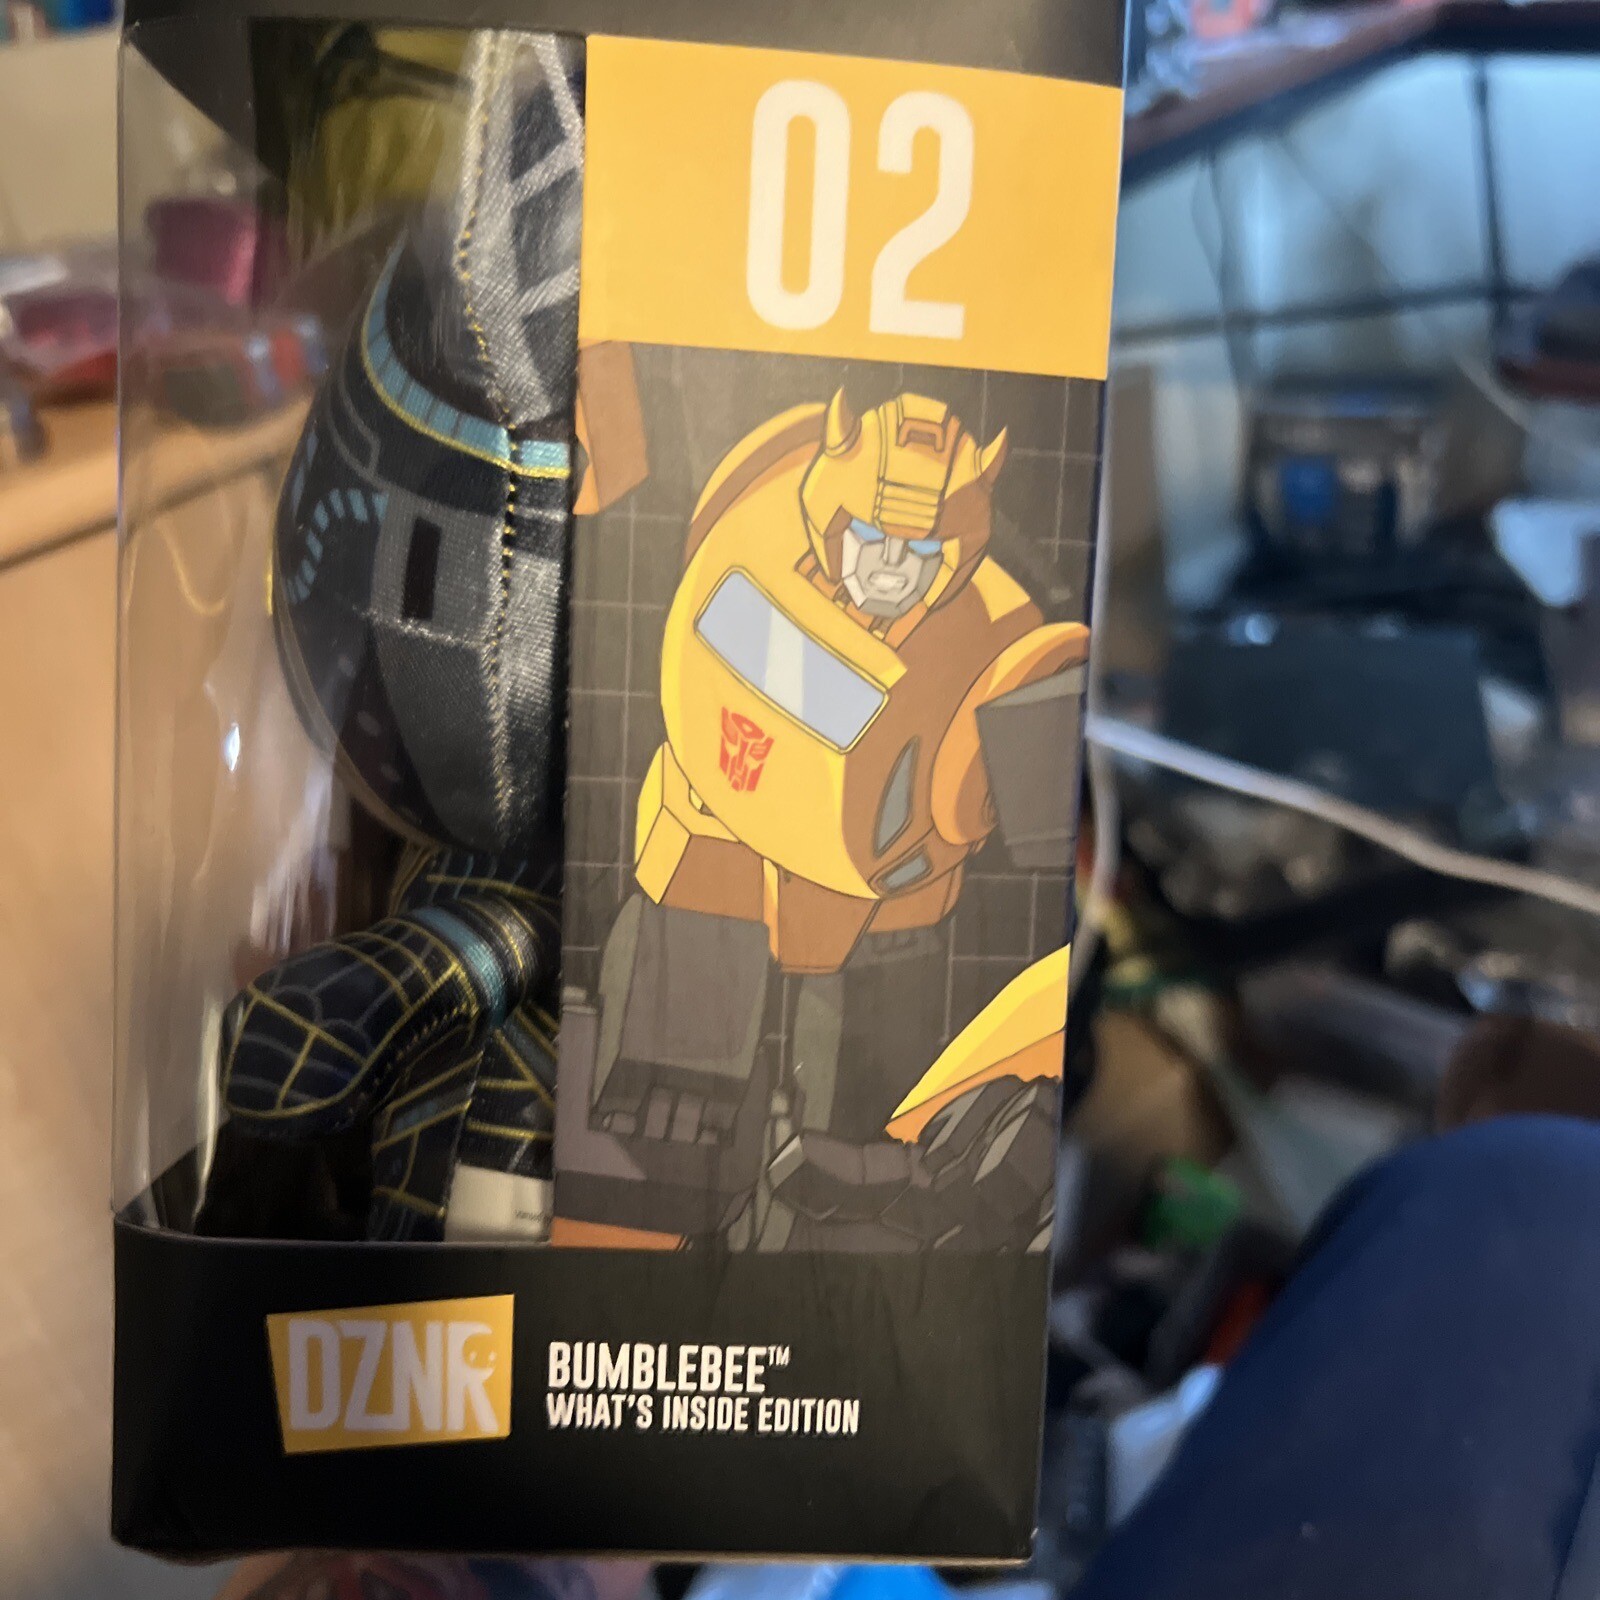 02
DZNR
BUMBLEBEE™
WHAT'S INSIDE EDITION